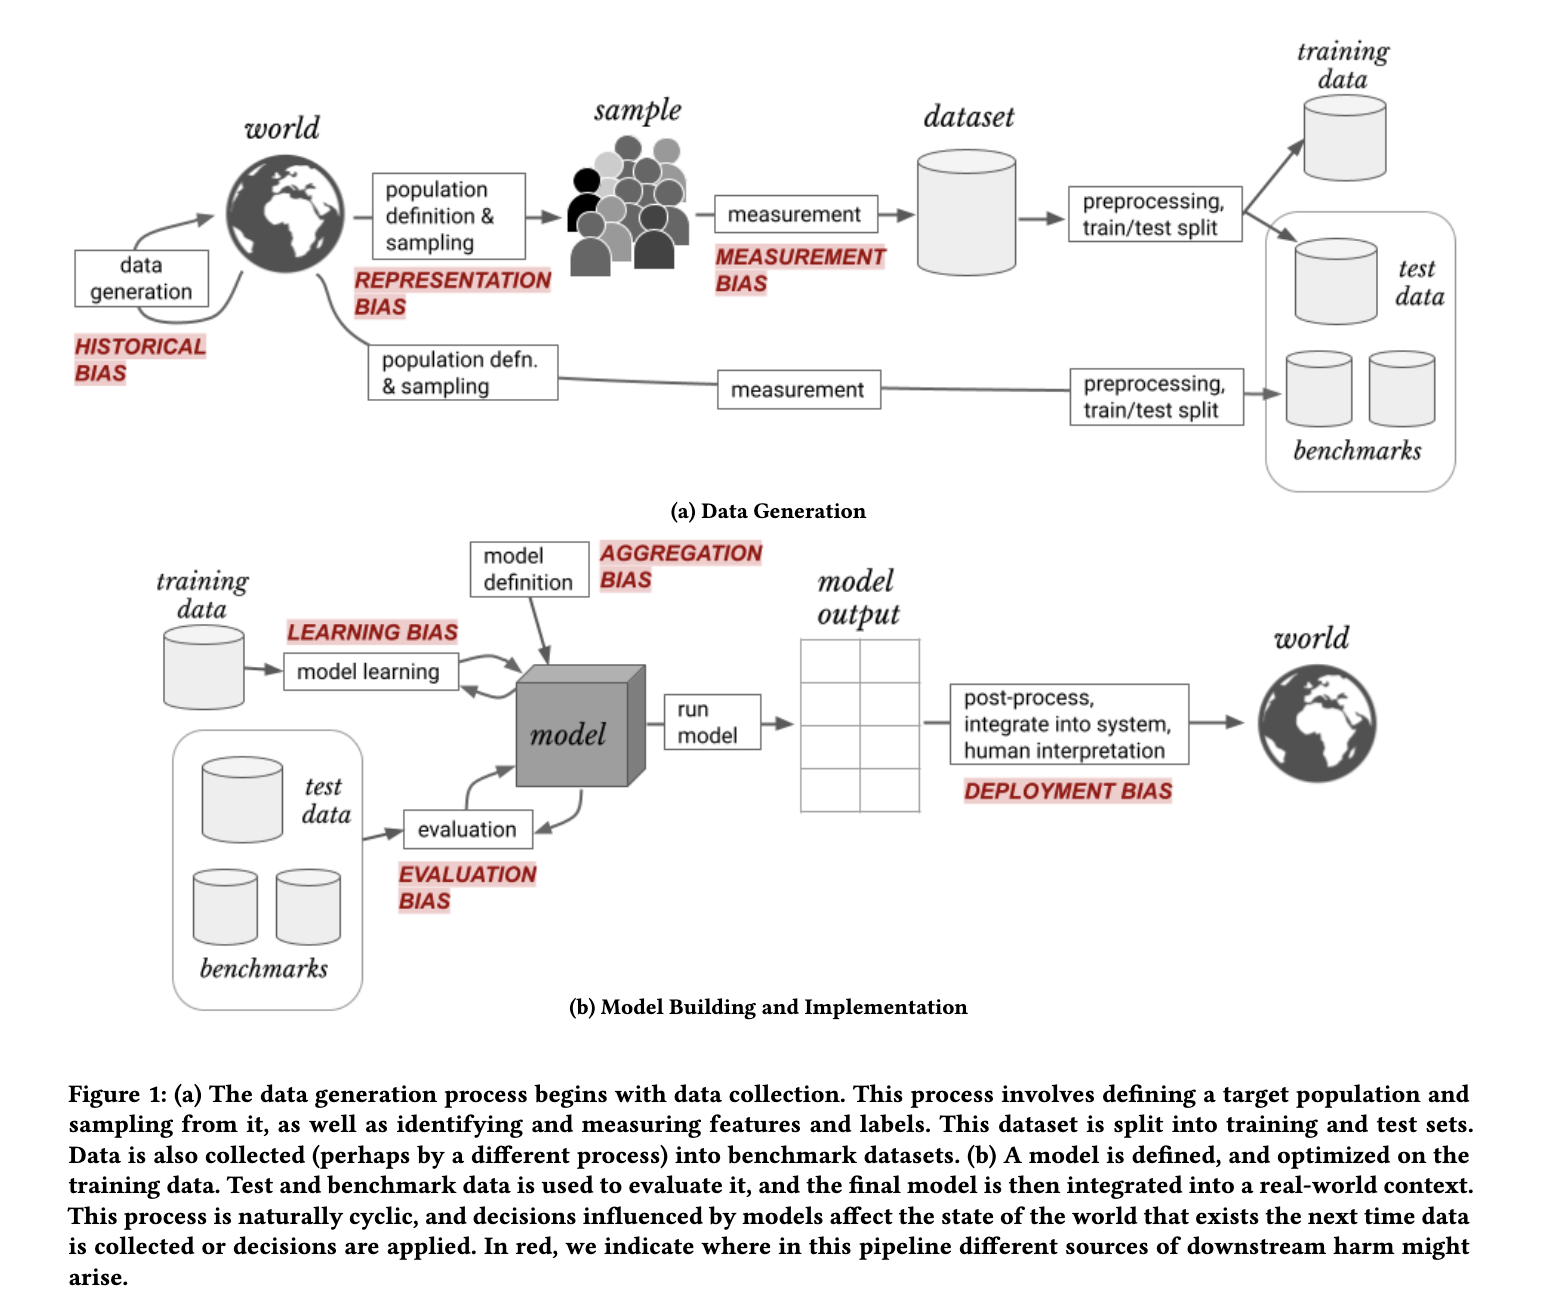 training
data
world
sample
dataset
population
definition &
sampling
measurement
preprocessing,
train/test split
data
generation
REPRESENTATION
BIAS
MEASUREMENT
BIAS
test
data
HISTORICAL
BIAS
population defn.
& sampling
measurement
preprocessing,
train/test split
benchmarks
(a) Data Generation
model
definition
AGGREGATION
BIAS
training
data
LEARNING BIAS
model learning
model
output
world
model
run
model
post-process,
integrate into system,
human interpretation
DEPLOYMENT BIAS
test
data
evaluation
EVALUATION
BIAS
benchmarks
(b) Model Building and Implementation
Figure 1: (a) The data generation process begins with data collection. This process involves defining a target population and
sampling from it, as well as identifying and measuring features and labels. This dataset is split into training and test sets.
Data is also collected (perhaps by a different process) into benchmark datasets. (b) A model is defined, and optimized on the
training data. Test and benchmark data is used to evaluate it, and the final model is then integrated into a real-world context.
This process is naturally cyclic, and decisions influenced by models affect the state of the world that exists the next time data
is collected or decisions are applied. In red, we indicate where in this pipeline different sources of downstream harm might
arise.